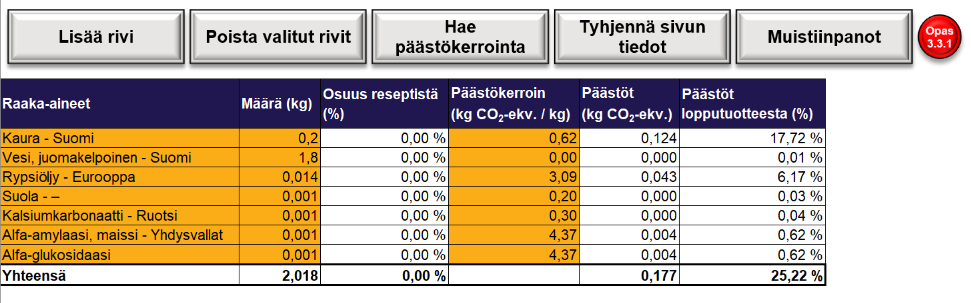 Lisää rivi
Poista valitut rivit
Hae
päästökerrointa
Tyhjennä sivun
tiedot
Muistiinpanot
Opas
3.3.1
Raaka-aineet Määrä (kg) Osuus reseptistä (%) Päästökerroin (kg CO₂-ekv. / kg) Päästöt (kg CO₂-ekv.) Päästöt lopputuotteesta (%)
Kaura - Suomi 0,2 0,00 % 0,62 0,124 17,72 %
Vesi, juomakelpoinen - Suomi 1,8 0,00 % 0,00 0,000 0,01 %
Rypsiöljy - Eurooppa 0,014 0,00 % 3,09 0,043 6,17 %
Suola - – 0,001 0,00 % 0,20 0,000 0,03 %
Kalsiumkarbonaatti - Ruotsi 0,001 0,00 % 0,30 0,000 0,04 %
Alfa-amylaasi, maissi - Yhdysvallat 0,001 0,00 % 4,37 0,004 0,62 %
Alfa-glukosidaasi 0,001 0,00 % 4,37 0,004 0,62 %
Yhteensä 2,018 0,00 % 0,177 25,22 %